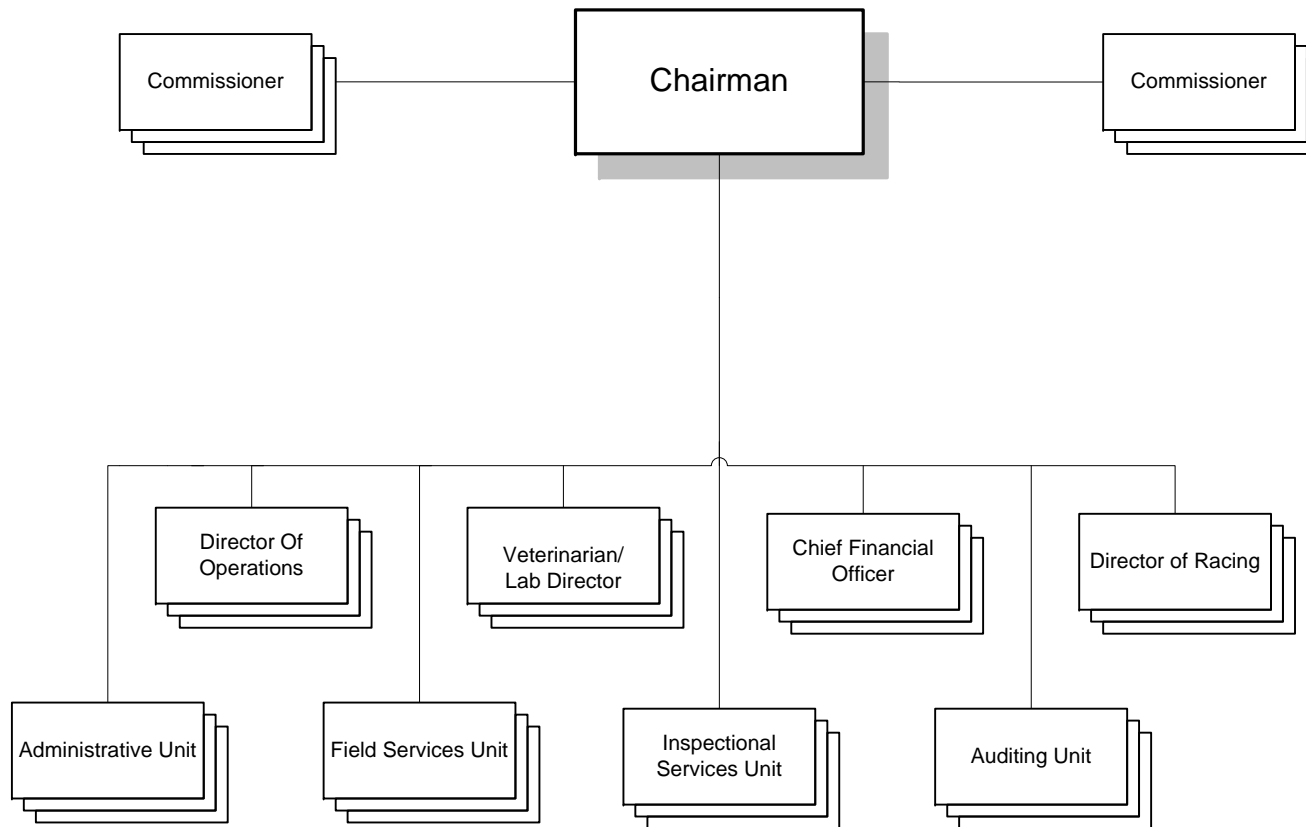 Commissioner
Chairman
Commissioner
Director Of
Operations
Veterinarian/
Lab Director
Chief Financial
Officer
Director of Racing
Administrative Unit
Field Services Unit
Inspectional
Services Unit
Auditing Unit